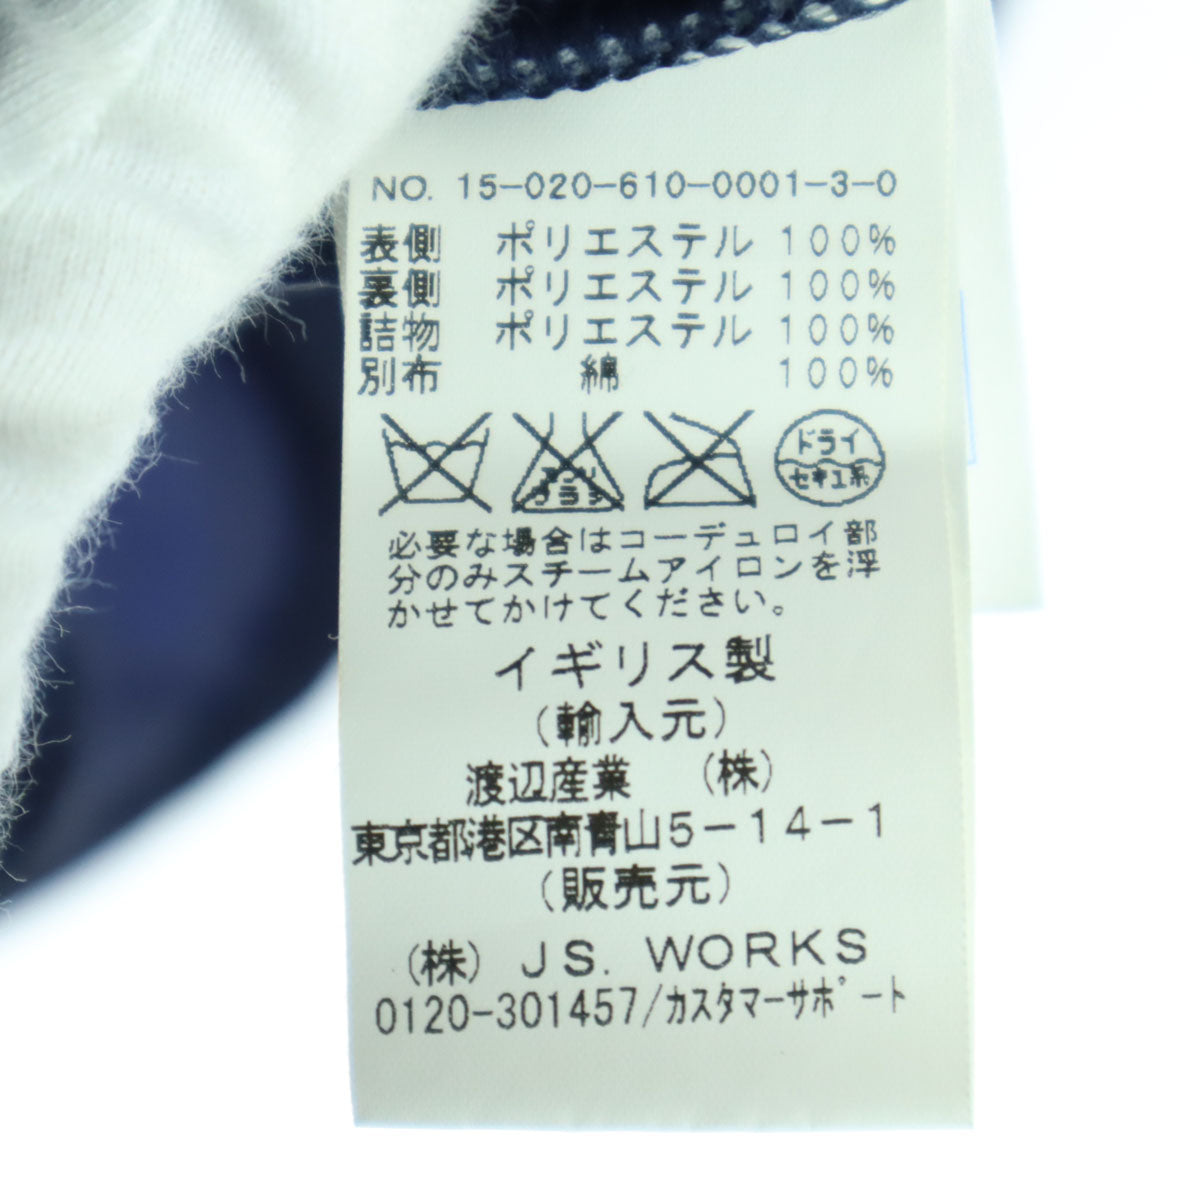 NO. 15-020-610-0001-3-0
表側 ポリエステル 100%
裏側 ポリエステル 100%
詰物 ポリエステル 100%
別布 綿 100%
エンソ
ブラシ
ドライ
セキユ系
必要な場合はコーデュロイ部
分のみスチームアイロンを浮
かせてかけてください。
イギリス製
(輸入元)
渡辺産業 (株)
東京都港区南青山5-14-1
(販売元)
(株) JS. WORKS
0120-301457/カスタマーサポート